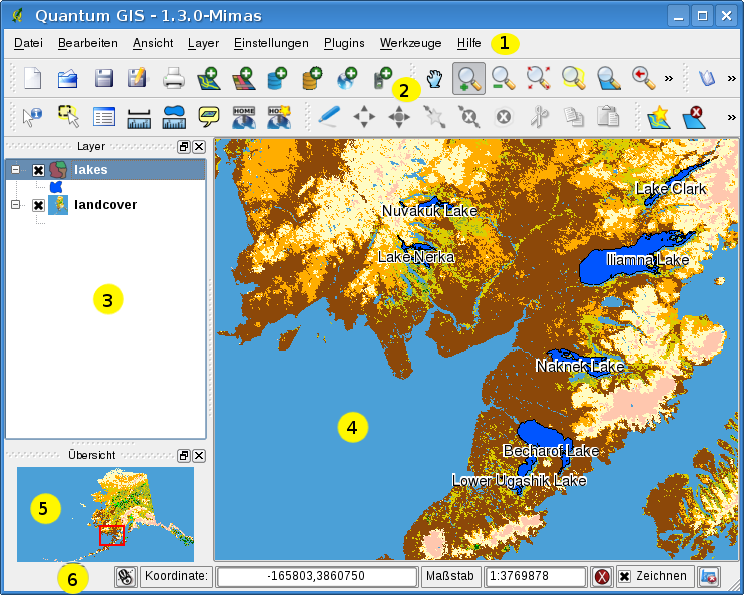 Quantum GIS - 1.3.0-Mimas
Datei Bearbeiten Ansicht Layer Einstellungen Plugins Werkzeuge Hilfe 1
2
»
»
HOME HO
»
Layer
lakes
landcover
3
Lake Clark
Nuvakuk Lake
Lake Nerka
Iliamna Lake
Naknek Lake
4
Becharof Lake
Lower Ugashik Lake
Übersicht
5
6
Koordinate: -165803,3860750 Maßstab 1:3769878 Zeichnen